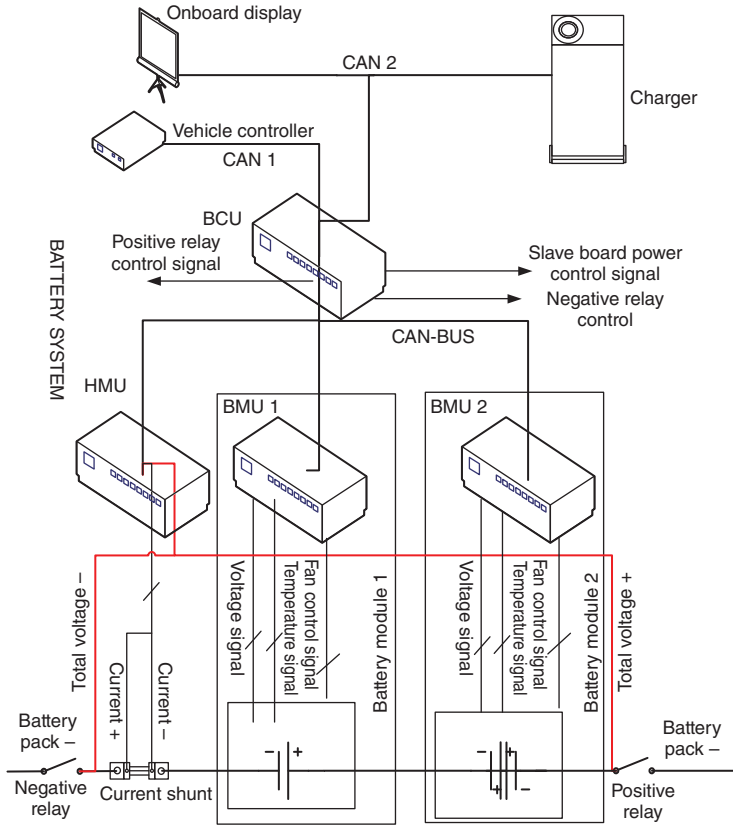 Onboard display
CAN 2
Charger
Vehicle controller
CAN 1
BCU
Positive relay
control signal
Slave board power
control signal
Negative relay
control
BATTERY SYSTEM
CAN-BUS
HMU
BMU 1
BMU 2
Total voltage –
Current +
Current –
Voltage signal
Temperature signal
Fan control signal
Battery module 1
Voltage signal
Temperature signal
Fan control signal
Battery module 2
Total voltage +
Battery
pack –
Negative
relay
Current shunt
– +
– +
+ –
Battery
pack –
Positive
relay